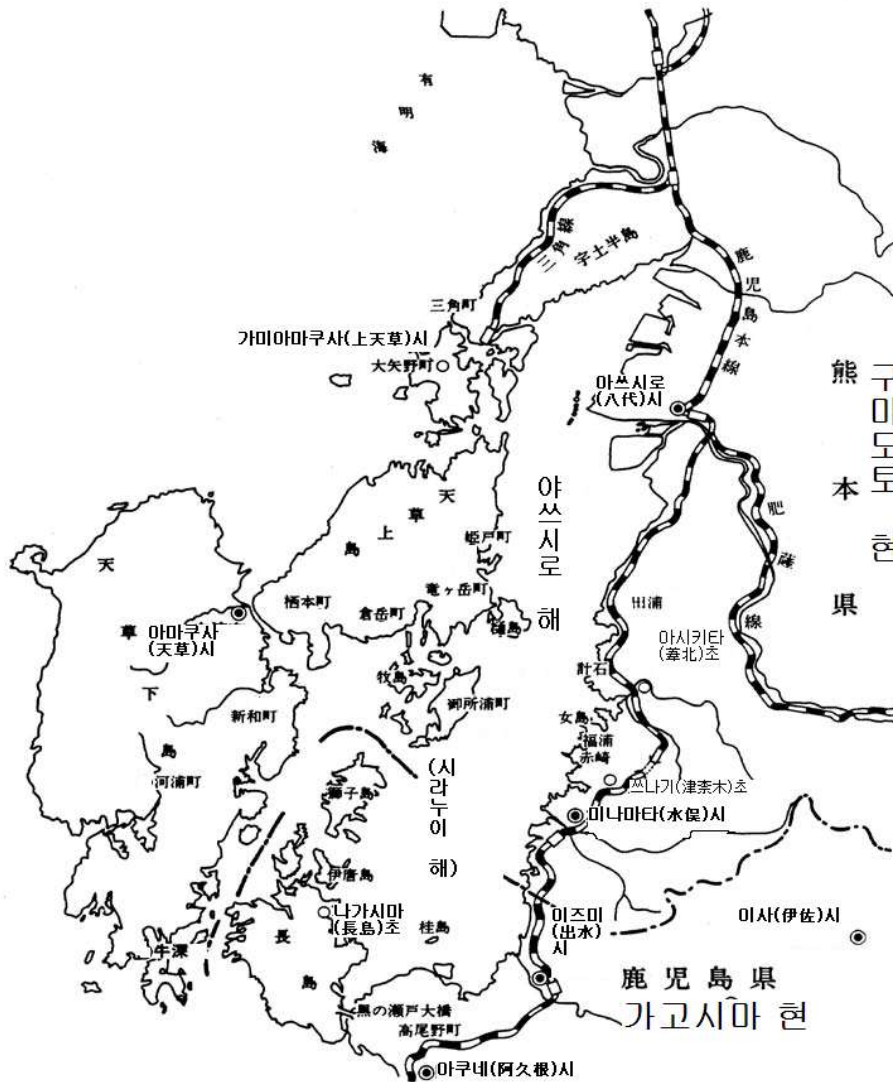 有明海
三角線
宇土半島
鹿児島本線
三角町
가미아마쿠사(上天草)시
大矢野町
야쓰시로
(八代)시
熊本県
구마모토 현
天草上島
姫戸町
야쓰시로 해
肥薩線
天草下島
栖本町
倉岳町
竜ヶ岳町
樋島
田浦
아마쿠사
(天草)시
아시키타
(葦北)초
牧島
計石
御所浦町
新和町
女島
福浦
赤崎
(시라누이 해)
河浦町
獅子島
쓰나기(津柰木)초
미나마타(水俣)시
伊唐島
나가시마
(長島)초
이즈미
(出水)
시
이사(伊佐)시
桂島
長島
牛深
鹿児島県
가고시마 현
黒の瀬戸大橋
高尾野町
아쿠네(阿久根)시